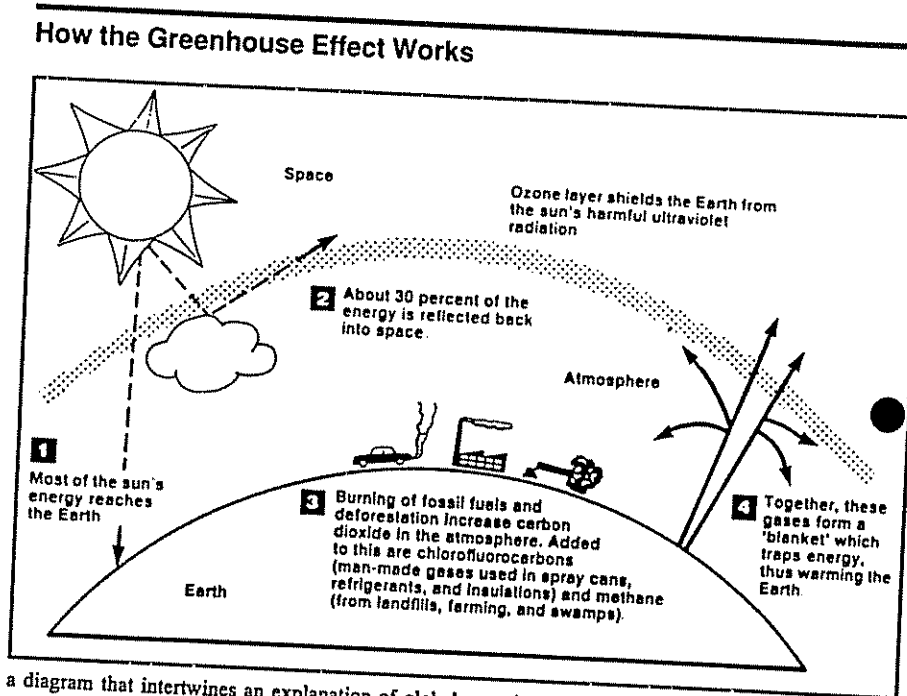 How the Greenhouse Effect Works
Space
Ozone layer shields the Earth from
the sun's harmful ultraviolet
radiation
2 About 30 percent of the
energy is reflected back
into space.
Atmosphere
1
Most of the sun's
energy reaches
the Earth
3 Burning of fossil fuels and
deforestation increase carbon
dioxide in the atmosphere. Added
to this are chlorofluorocarbons
(man-made gases used in spray cans,
refrigerants, and insulations) and methane
(from landfills, farming, and swamps).
4 Together, these
gases form a
'blanket' which
traps energy,
thus warming the
Earth.
Earth
a diagram that intertwines an explanation of